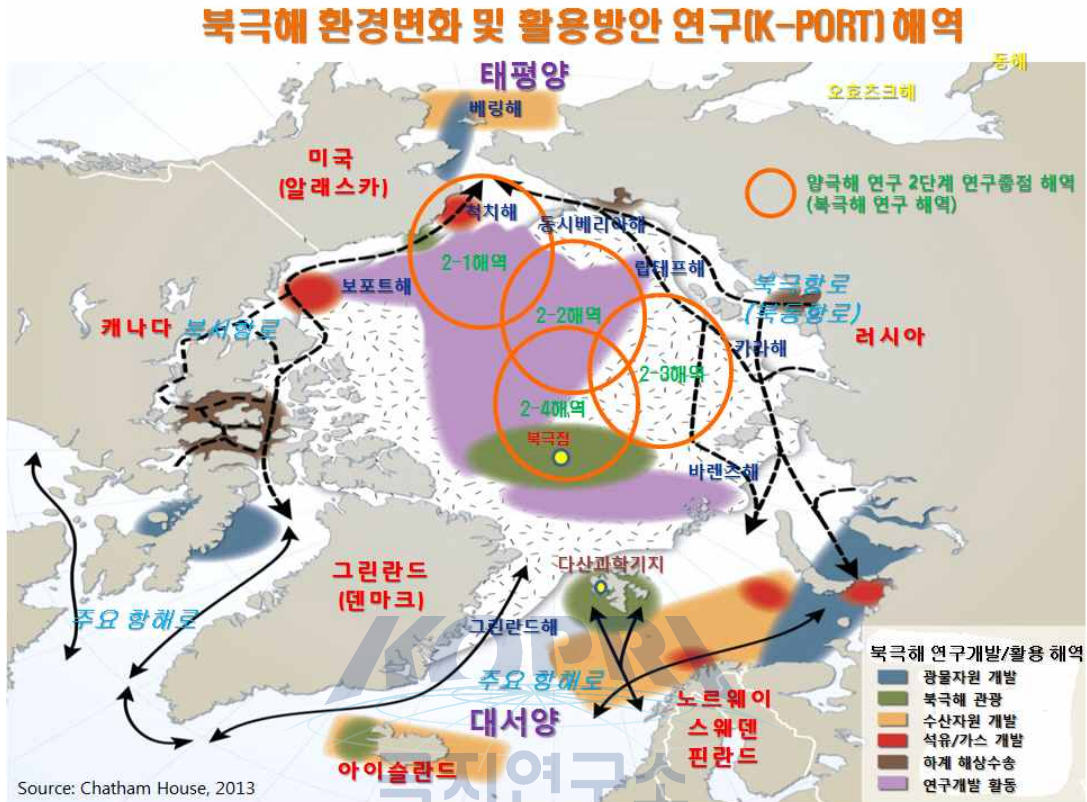 북극해 환경변화 및 활용방안 연구(K-PORT) 해역
태평양
동해
오호츠크해
베링해
미국
(알래스카)
양극해 연구 2단계 연구중점 해역
(북극해 연구 해역)
척치해
동시베리아해
2-1해역
랍테프해
보포트해
북극항로
(북동항로)
2-2해역
캐나다
북서항로
러시아
카라해
2-3해역
2-4해역
북극점
바렌츠해
다산과학기지
그린란드
(덴마크)
주요 항해로
그린란드해
주요 항해로
대서양
노르웨이
스웨덴
핀란드
아이슬란드
KOPRI
극지연구소
북극해 연구개발/활용 해역
광물자원 개발
북극해 관광
수산자원 개발
석유/가스 개발
하계 해상수송
연구개발 활동
Source: Chatham House, 2013